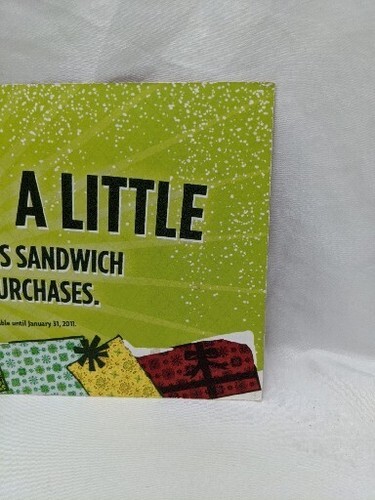 A LITTLE
S SANDWICH
URCHASES.
ble until January 31, 2011.